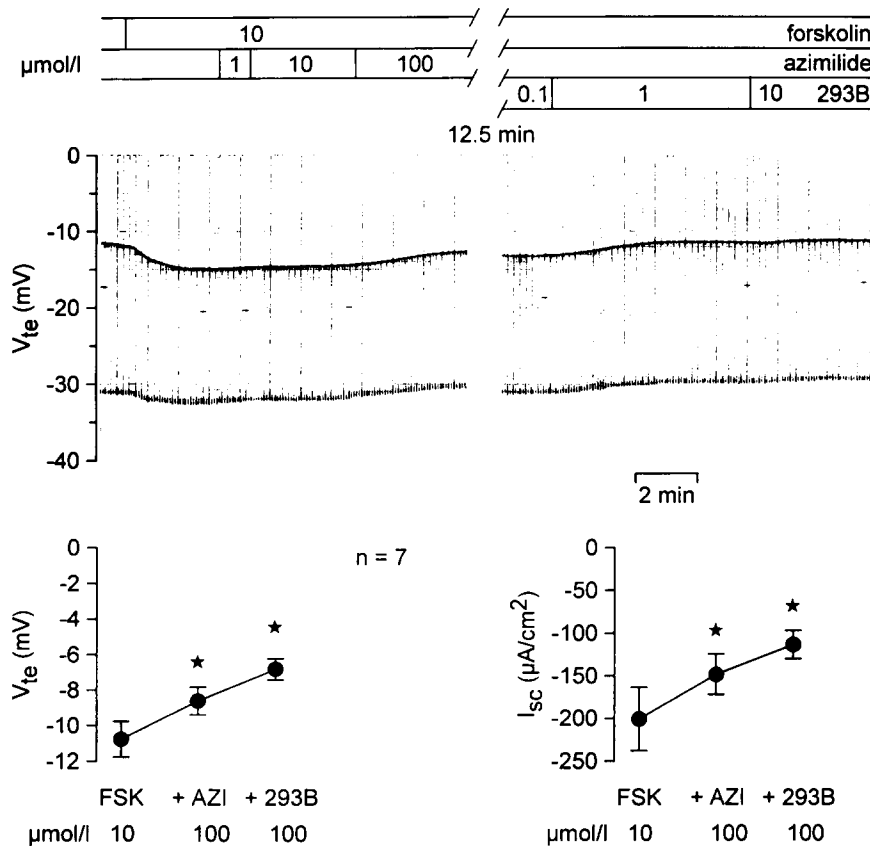 10 forskolin
µmol/l 1 10 100 azimilide
0.1 1 10 293B
12.5 min
0
-10
-20
-30
-40
Vte (mV)
2 min
0
-2
-4
-6
-8
-10
-12
Vte (mV)
n = 7
★ ★
FSK + AZI + 293B
µmol/l 10 100 100
0
-50
-100
-150
-200
-250
Isc (µA/cm²)
★ ★
FSK + AZI + 293B
µmol/l 10 100 100